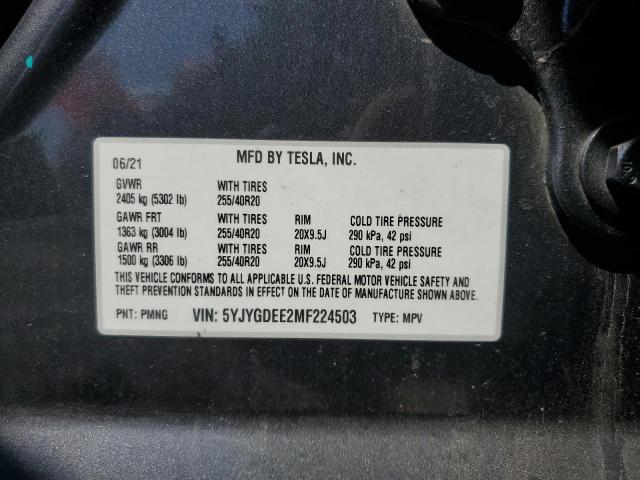 06/21 MFD BY TESLA, INC.
GVWR WITH TIRES
2405 kg (5302 lb) 255/40R20
GAWR FRT WITH TIRES RIM COLD TIRE PRESSURE
1363 kg (3004 lb) 255/40R20 20X9.5J 290 kPa, 42 psi
GAWR RR WITH TIRES RIM COLD TIRE PRESSURE
1500 kg (3306 lb) 255/40R20 20X9.5J 290 kPa, 42 psi
THIS VEHICLE CONFORMS TO ALL APPLICABLE U.S. FEDERAL MOTOR VEHICLE SAFETY AND
THEFT PREVENTION STANDARDS IN EFFECT ON THE DATE OF MANUFACTURE SHOWN ABOVE.
PNT: PMNG VIN: 5YJYGDEE2MF224503 TYPE: MPV